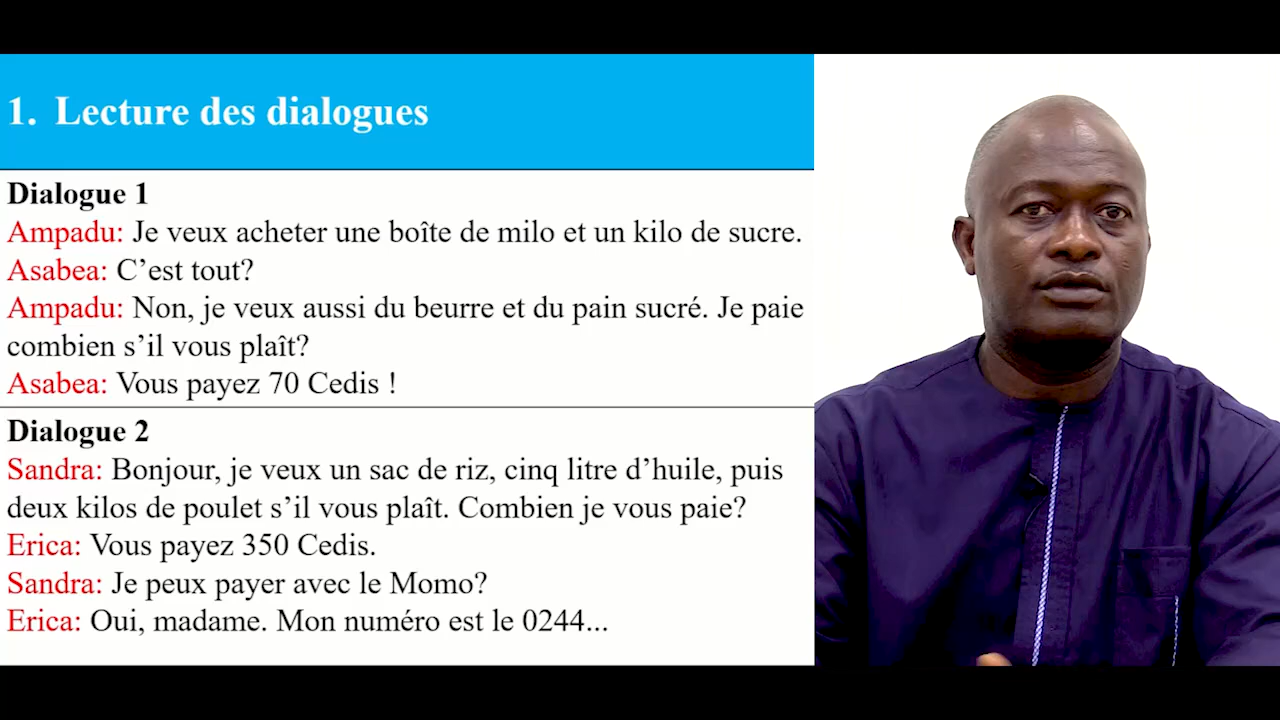 1. Lecture des dialogues
Dialogue 1
Ampadu: Je veux acheter une boîte de milo et un kilo de sucre.
Asabea: C’est tout?
Ampadu: Non, je veux aussi du beurre et du pain sucré. Je paie
combien s’il vous plaît?
Asabea: Vous payez 70 Cedis !
Dialogue 2
Sandra: Bonjour, je veux un sac de riz, cinq litre d’huile, puis
deux kilos de poulet s’il vous plaît. Combien je vous paie?
Erica: Vous payez 350 Cedis.
Sandra: Je peux payer avec le Momo?
Erica: Oui, madame. Mon numéro est le 0244...